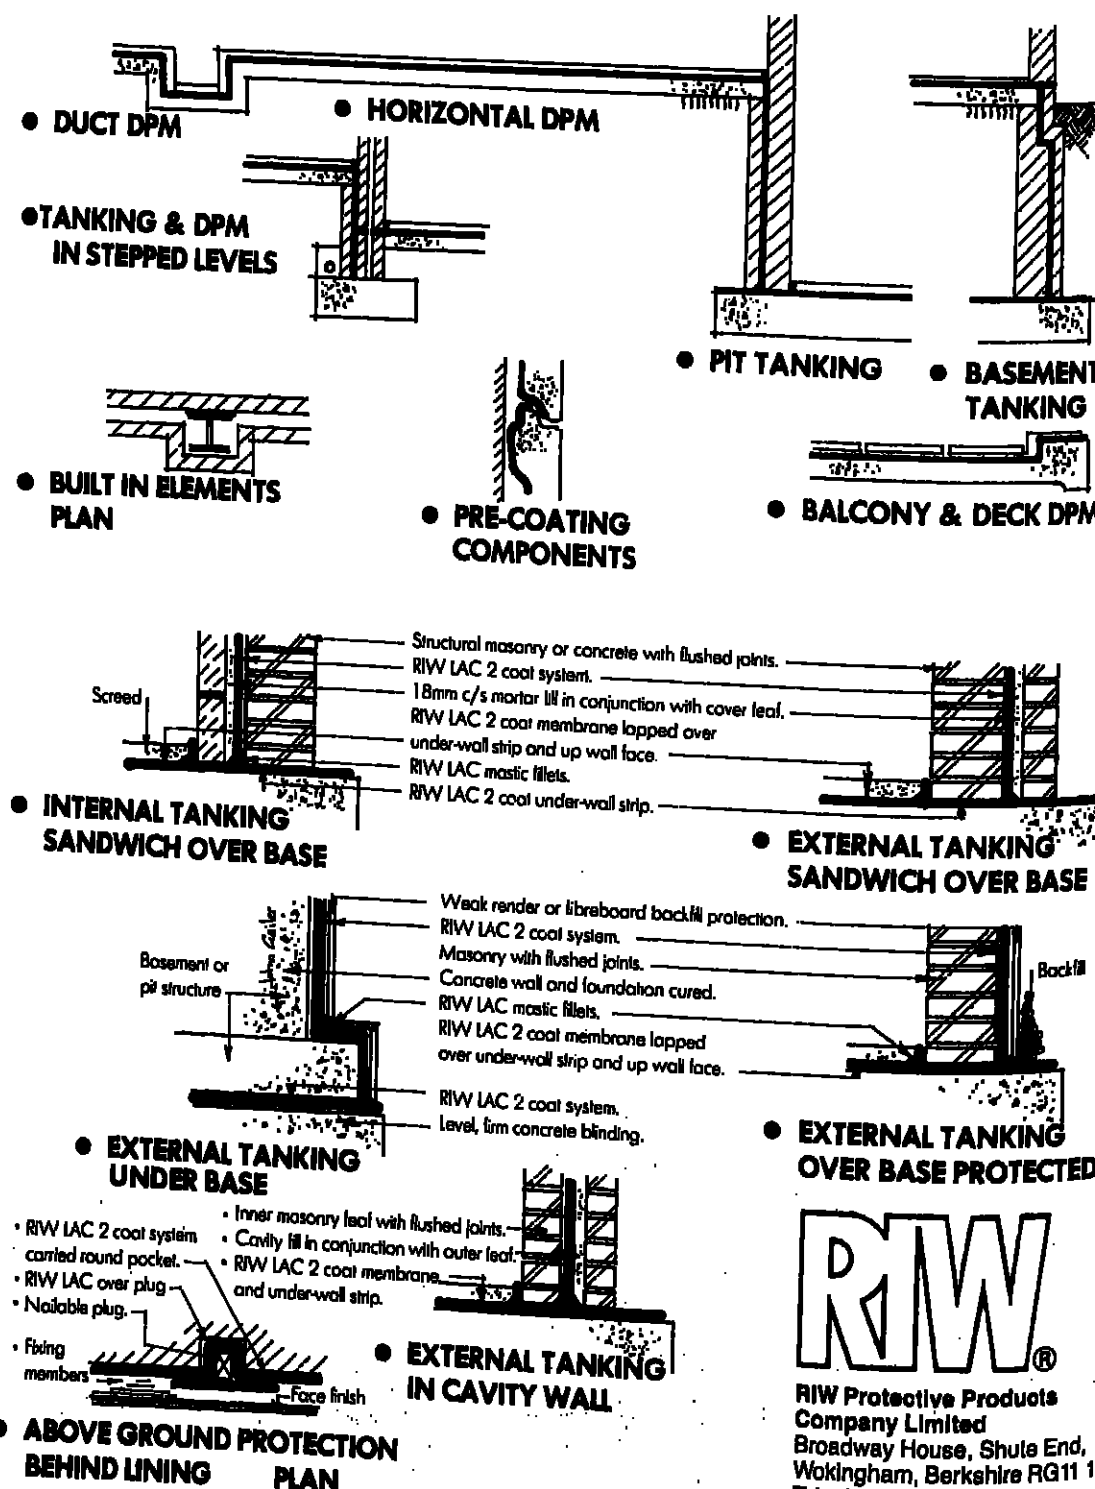 ● DUCT DPM
● HORIZONTAL DPM
● TANKING & DPM
IN STEPPED LEVELS
● PIT TANKING
● BASEMENT
TANKING
● BUILT IN ELEMENTS
PLAN
● PRE-COATING
COMPONENTS
● BALCONY & DECK DPM
Structural masonry or concrete with flushed joints.
RIW LAC 2 coat system.
18mm c/s mortar fill in conjunction with cover leaf.
RIW LAC 2 coat membrane lapped over
under-wall strip and up wall face.
RIW LAC mastic fillets.
RIW LAC 2 coat under-wall strip.
Screed
● INTERNAL TANKING
SANDWICH OVER BASE
● EXTERNAL TANKING
SANDWICH OVER BASE
Weak render or fibreboard backfill protection.
RIW LAC 2 coat system.
Masonry with flushed joints.
Concrete wall and foundation cured.
RIW LAC mastic fillets.
RIW LAC 2 coat membrane lapped
over under-wall strip and up wall face.
RIW LAC 2 coat system.
Level, firm concrete blinding.
Basement or
pit structure
Backfill
● EXTERNAL TANKING
UNDER BASE
● EXTERNAL TANKING
OVER BASE PROTECTED
• RIW LAC 2 coat system
carried round pocket.
• RIW LAC over plug
• Nailable plug.
• Fixing
members
Face finish
• Inner masonry leaf with flushed joints.
• Cavity fill in conjunction with outer leaf.
• RIW LAC 2 coat membrane
and under-wall strip.
● EXTERNAL TANKING
IN CAVITY WALL
● ABOVE GROUND PROTECTION
BEHIND LINING PLAN
RIW®
RIW Protective Products
Company Limited
Broadway House, Shute End,
Wokingham, Berkshire RG11 1